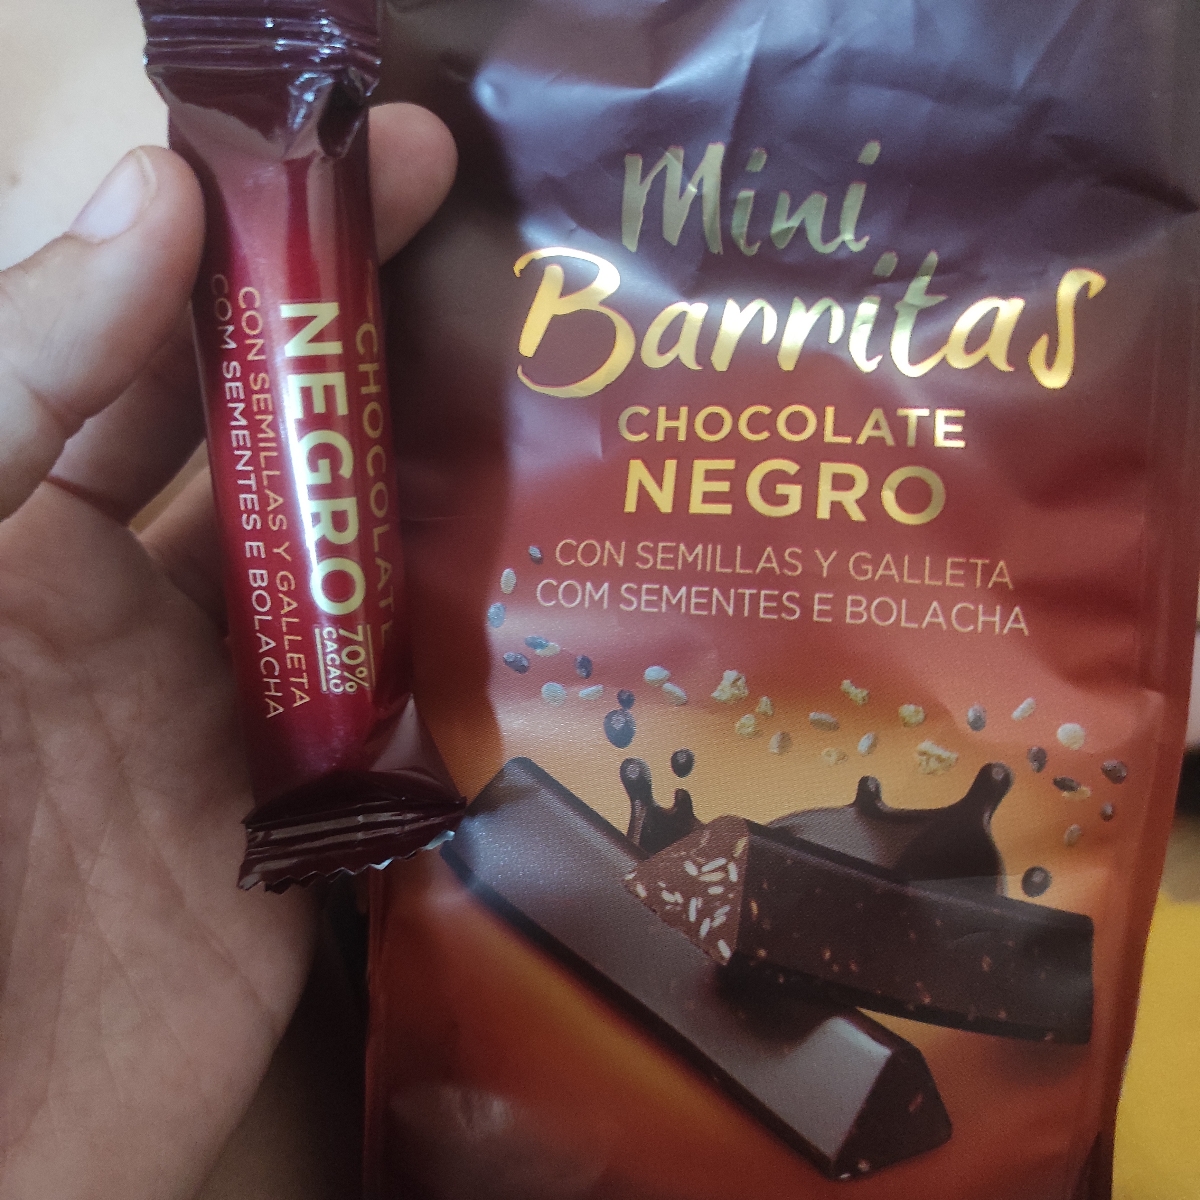 CHOCOLATE
NEGRO 70% CACAO
CON SEMILLAS Y GALLETA
COM SEMENTES E BOLACHA
Mini
Barritas
CHOCOLATE
NEGRO
CON SEMILLAS Y GALLETA
COM SEMENTES E BOLACHA